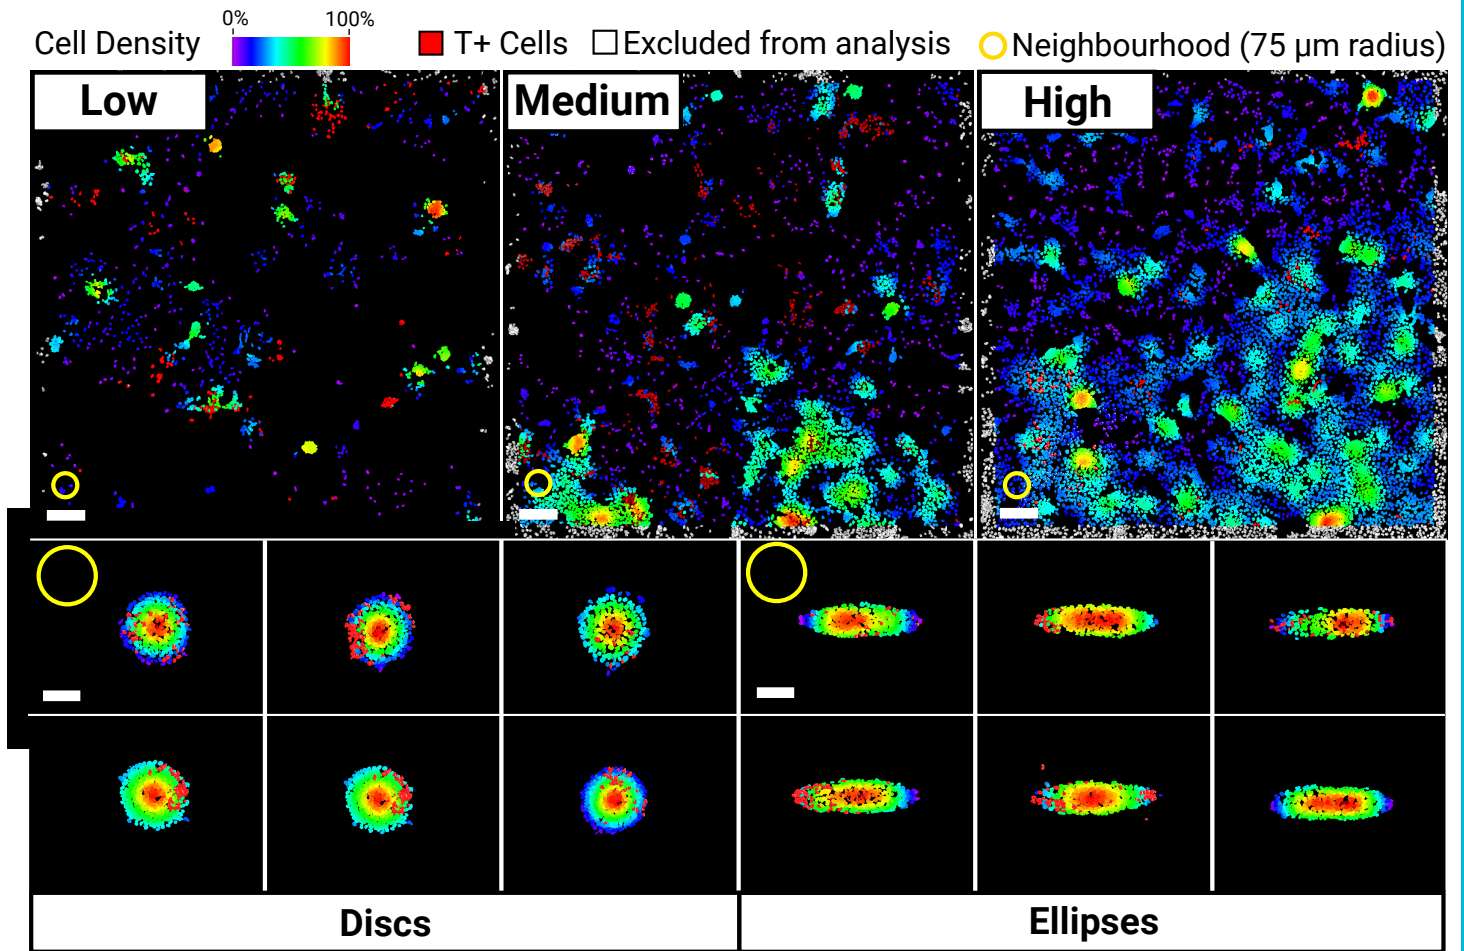 0% 100%
Cell Density T+ Cells Excluded from analysis Neighbourhood (75 µm radius)
Low Medium High
Discs Ellipses